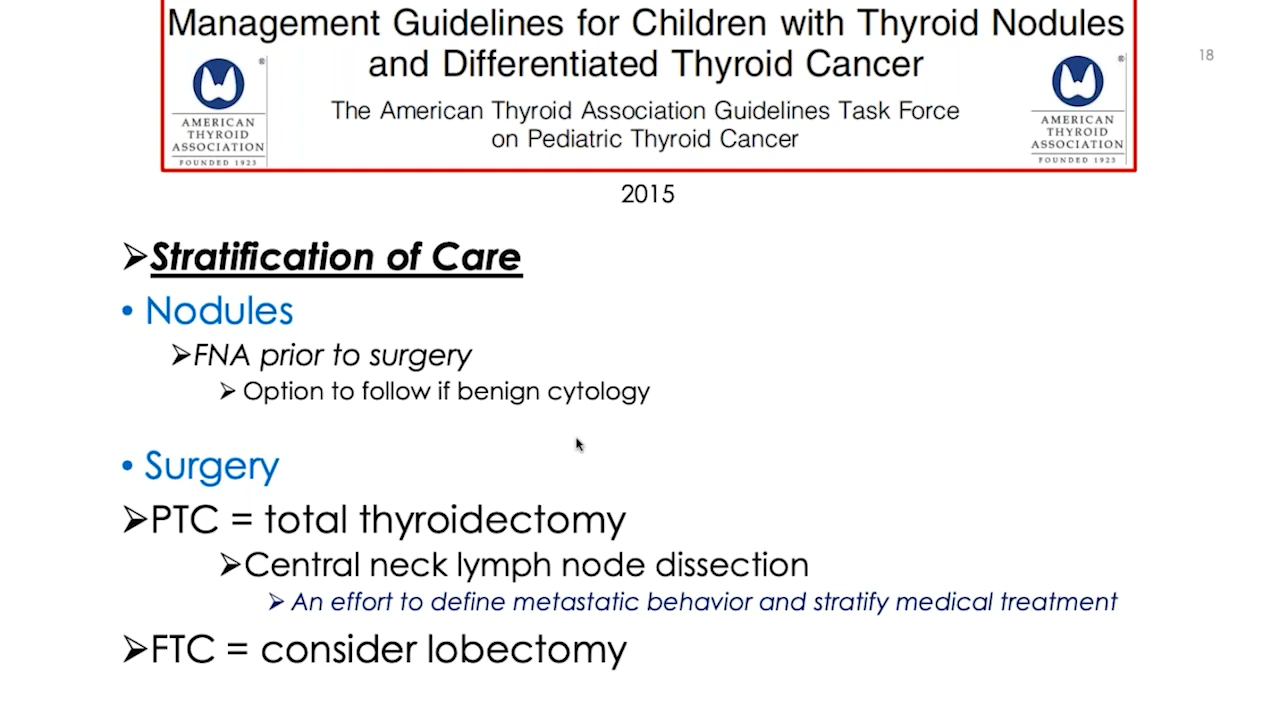 Management Guidelines for Children with Thyroid Nodules
and Differentiated Thyroid Cancer
The American Thyroid Association Guidelines Task Force
on Pediatric Thyroid Cancer
®
AMERICAN
THYROID
ASSOCIATION
FOUNDED 1923
®
AMERICAN
THYROID
ASSOCIATION
FOUNDED 1923
18
2015
➢Stratification of Care
• Nodules
➢FNA prior to surgery
➢ Option to follow if benign cytology
• Surgery
➢PTC = total thyroidectomy
➢Central neck lymph node dissection
➢ An effort to define metastatic behavior and stratify medical treatment
➢FTC = consider lobectomy